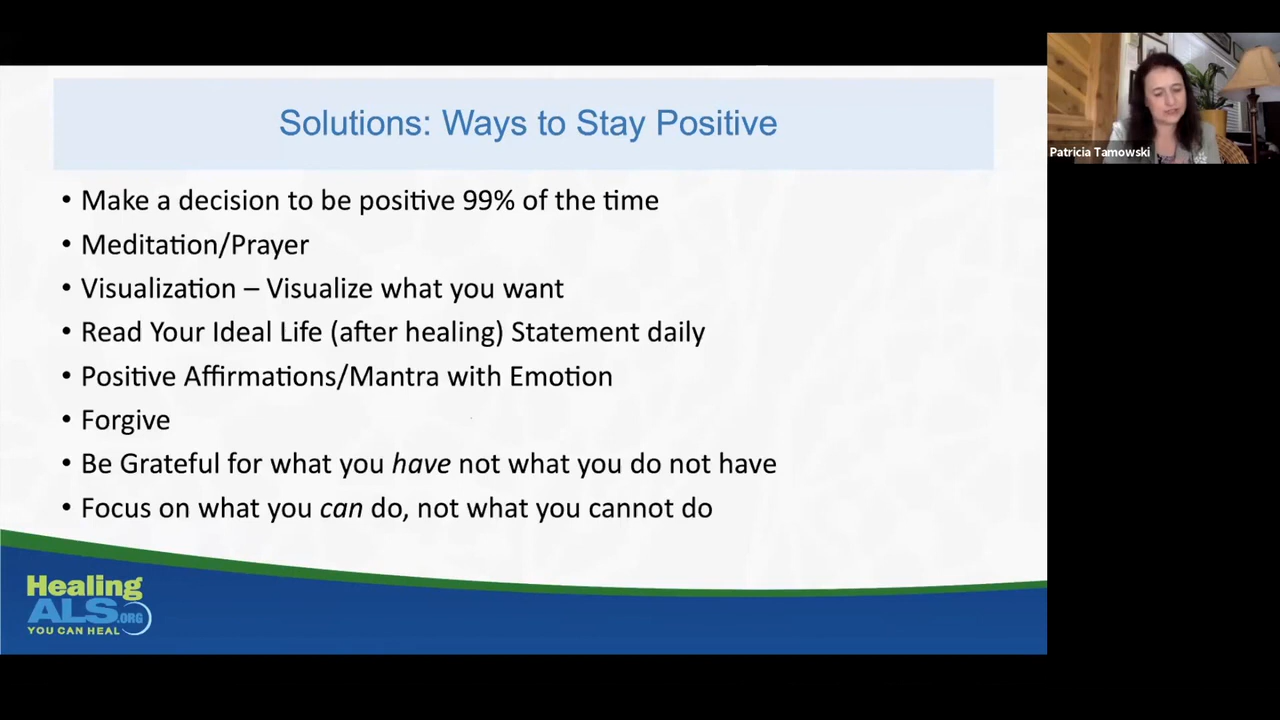 Solutions: Ways to Stay Positive
• Make a decision to be positive 99% of the time
• Meditation/Prayer
• Visualization – Visualize what you want
• Read Your Ideal Life (after healing) Statement daily
• Positive Affirmations/Mantra with Emotion
• Forgive
• Be Grateful for what you have not what you do not have
• Focus on what you can do, not what you cannot do
Healing
ALS.ORG
YOU CAN HEAL
Patricia Tamowski